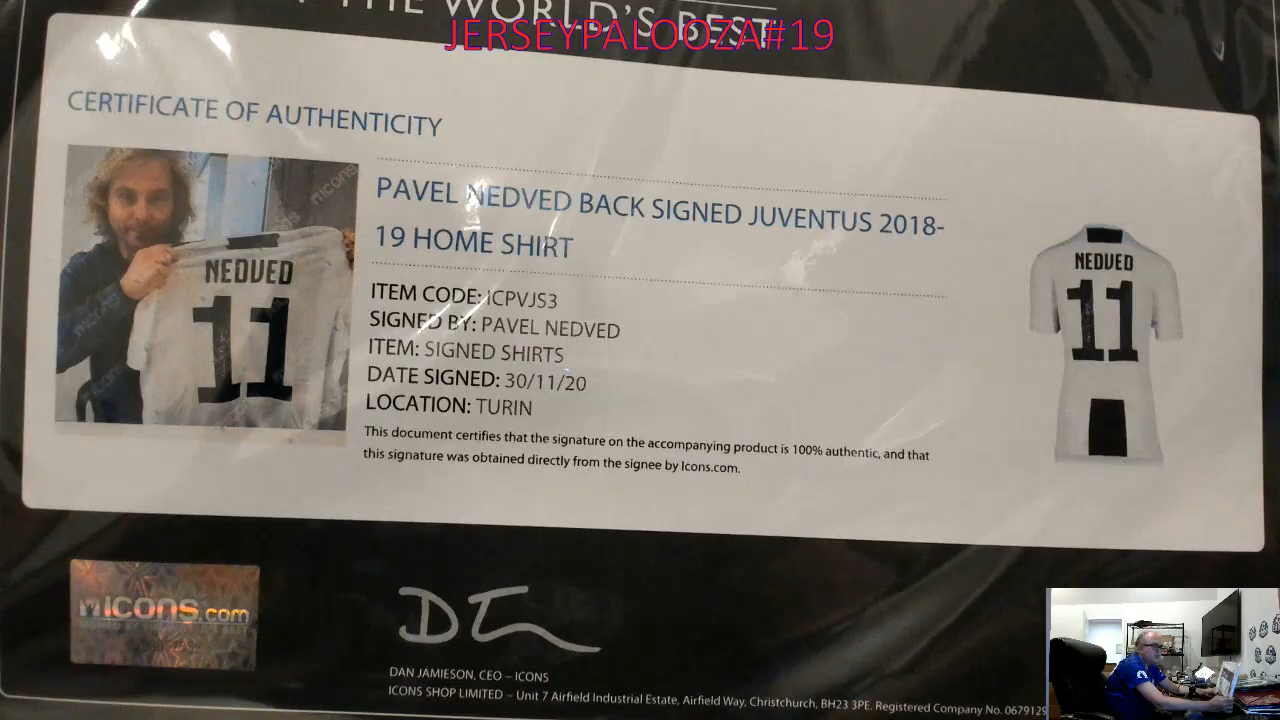 THE WORLD'S BEST
JERSEYPALOOZA#19
CERTIFICATE OF AUTHENTICITY
PAVEL NEDVED BACK SIGNED JUVENTUS 2018-
19 HOME SHIRT
ITEM CODE: ICPVJS3
SIGNED BY: PAVEL NEDVED
ITEM: SIGNED SHIRTS
DATE SIGNED: 30/11/20
LOCATION: TURIN
This document certifies that the signature on the accompanying product is 100% authentic, and that
this signature was obtained directly from the signee by Icons.com.
NEDVED
11
NEDVED
11
ICONS.com
DAN JAMIESON, CEO – ICONS
ICONS SHOP LIMITED – Unit 7 Airfield Industrial Estate, Airfield Way, Christchurch, BH23 3PE. Registered Company No. 0679129